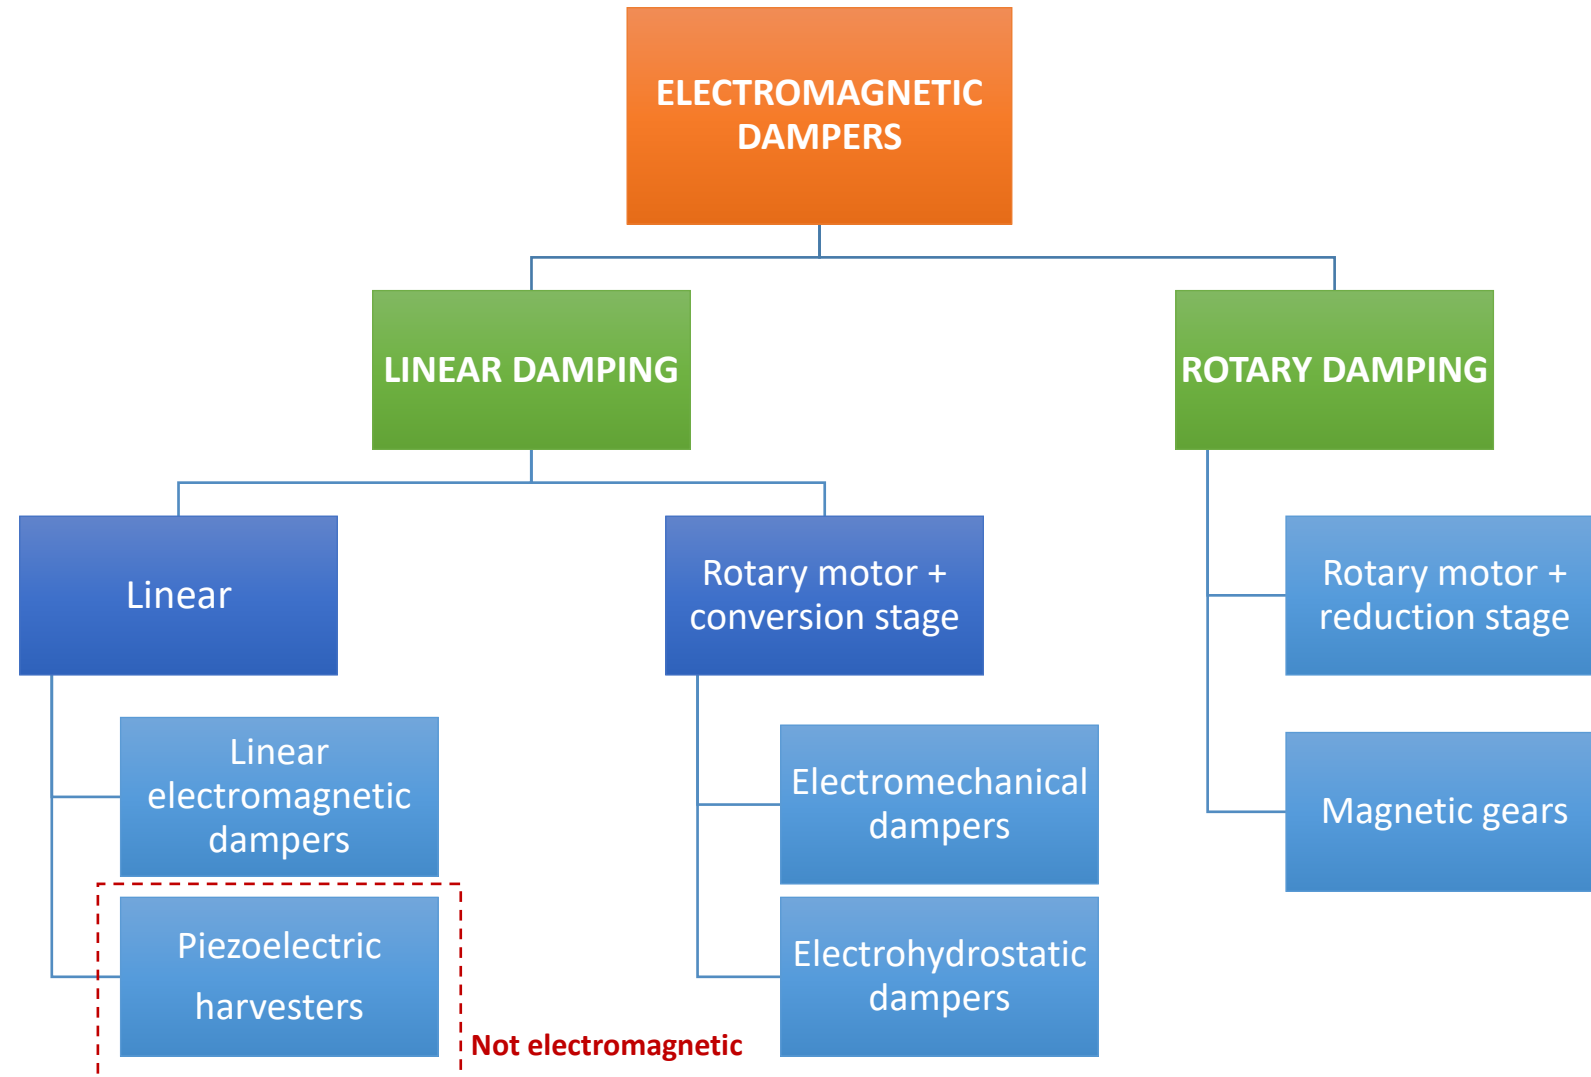 ELECTROMAGNETIC
DAMPERS
LINEAR DAMPING
ROTARY DAMPING
Linear
Rotary motor +
conversion stage
Rotary motor +
reduction stage
Linear
electromagnetic
dampers
Electromechanical
dampers
Magnetic gears
Piezoelectric
harvesters
Electrohydrostatic
dampers
Not electromagnetic